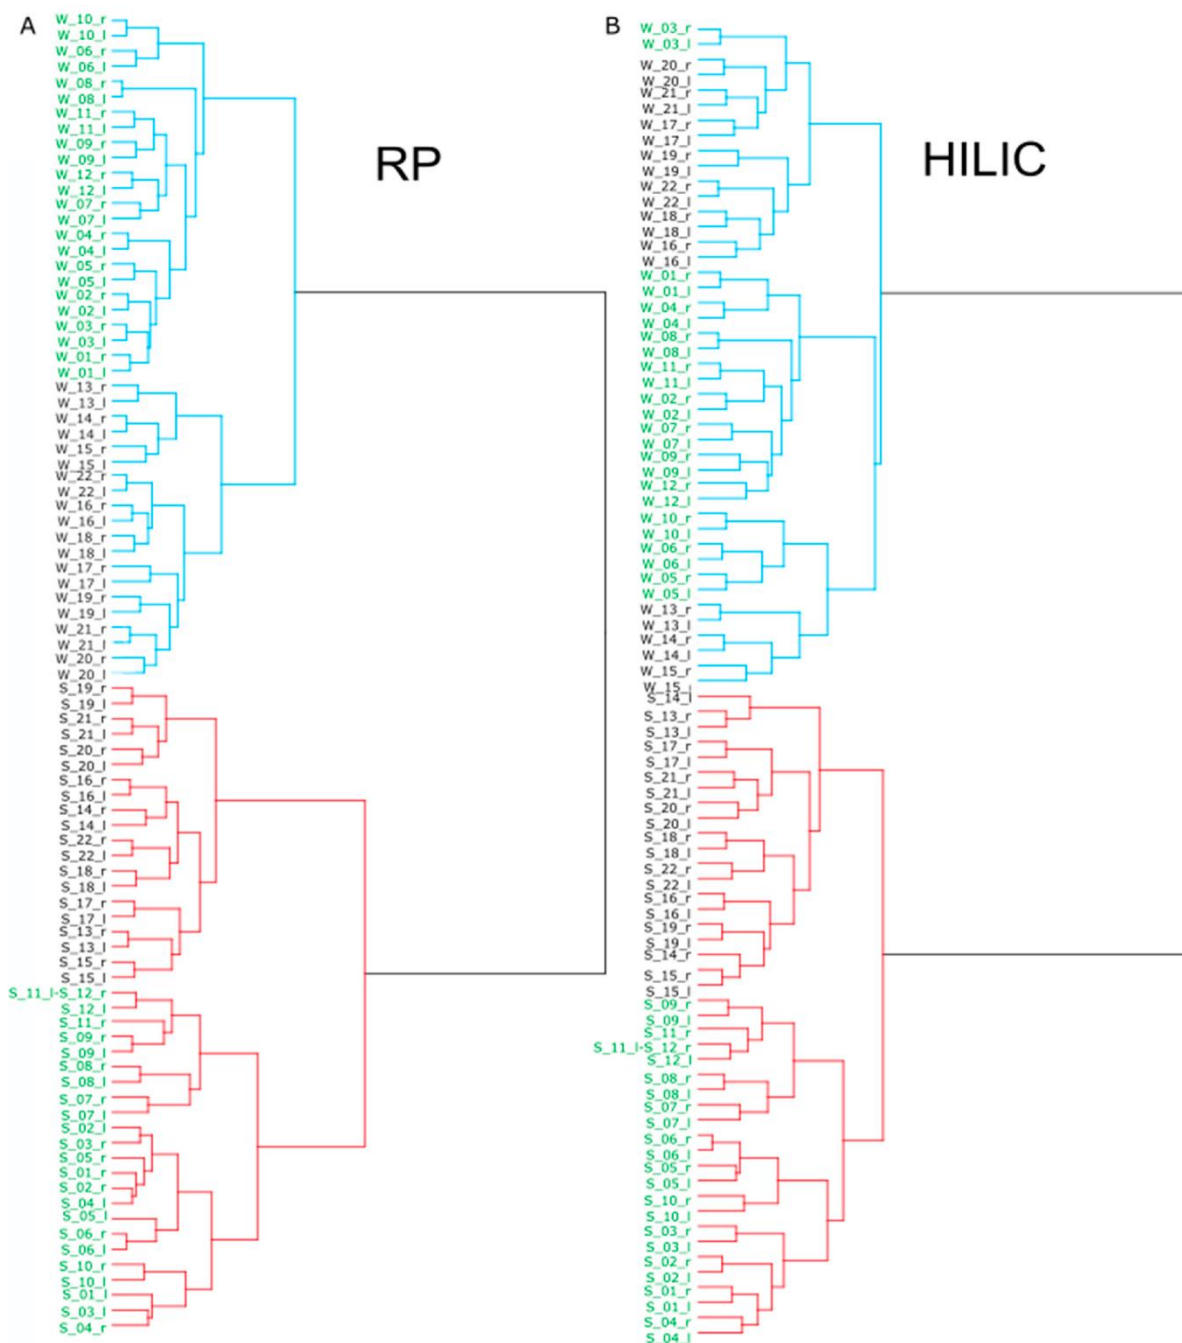 A
W_10_r
W_10_l
W_06_r
W_06_l
W_08_r
W_08_l
W_11_r
W_11_l
W_09_r
W_09_l
W_12_r
W_12_l
W_07_r
W_07_l
W_04_r
W_04_l
W_05_r
W_05_l
W_02_r
W_02_l
W_03_r
W_03_l
W_01_r
W_01_l
W_13_r
W_13_l
W_14_r
W_14_l
W_15_r
W_15_l
W_22_r
W_22_l
W_16_r
W_16_l
W_18_r
W_18_l
W_17_r
W_17_l
W_19_r
W_19_l
W_21_r
W_21_l
W_20_r
W_20_l
S_19_r
S_19_l
S_21_r
S_21_l
S_20_r
S_20_l
S_16_r
S_16_l
S_14_r
S_14_l
S_22_r
S_22_l
S_18_r
S_18_l
S_17_r
S_17_l
S_13_r
S_13_l
S_15_r
S_15_l
S_11_l-S_12_r
S_12_l
S_11_r
S_09_r
S_09_l
S_08_r
S_08_l
S_07_r
S_07_l
S_02_l
S_03_r
S_05_r
S_01_r
S_02_r
S_04_l
S_05_l
S_06_r
S_06_l
S_10_r
S_10_l
S_01_l
S_03_l
S_04_r
RP
B
W_03_r
W_03_l
W_20_r
W_20_l
W_21_r
W_21_l
W_17_r
W_17_l
W_19_r
W_19_l
W_22_r
W_22_l
W_18_r
W_18_l
W_16_r
W_16_l
W_01_r
W_01_l
W_04_r
W_04_l
W_08_r
W_08_l
W_11_r
W_11_l
W_02_r
W_02_l
W_07_r
W_07_l
W_09_r
W_09_l
W_12_r
W_12_l
W_10_r
W_10_l
W_06_r
W_06_l
W_05_r
W_05_l
W_13_r
W_13_l
W_14_r
W_14_l
W_15_r
W_15_l
S_14_l
S_13_r
S_13_l
S_17_r
S_17_l
S_21_r
S_21_l
S_20_r
S_20_l
S_18_r
S_18_l
S_22_r
S_22_l
S_16_r
S_16_l
S_19_r
S_19_l
S_14_r
S_15_r
S_15_l
S_09_r
S_09_l
S_11_r
S_11_l-S_12_r
S_12_l
S_08_r
S_08_l
S_07_r
S_07_l
S_06_r
S_06_l
S_05_r
S_05_l
S_10_r
S_10_l
S_03_r
S_03_l
S_02_r
S_02_l
S_01_r
S_01_l
S_04_r
S_04_l
HILIC